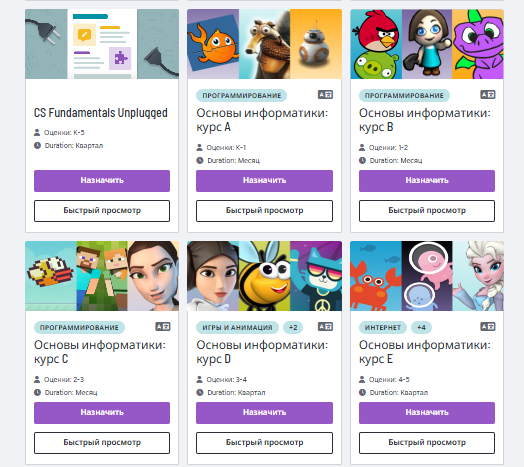 CS Fundamentals Unplugged
Оценки: K-5
Duration: Квартал
Назначить
Быстрый просмотр
ПРОГРАММИРОВАНИЕ
Основы информатики:
курс A
Оценки: K-1
Duration: Месяц
Назначить
Быстрый просмотр
ПРОГРАММИРОВАНИЕ
Основы информатики:
курс B
Оценки: 1-2
Duration: Месяц
Назначить
Быстрый просмотр
ПРОГРАММИРОВАНИЕ
Основы информатики:
курс C
Оценки: 2-3
Duration: Месяц
Назначить
Быстрый просмотр
ИГРЫ И АНИМАЦИЯ +2
Основы информатики:
курс D
Оценки: 3-4
Duration: Квартал
Назначить
Быстрый просмотр
ИНТЕРНЕТ +4
Основы информатики:
курс E
Оценки: 4-5
Duration: Квартал
Назначить
Быстрый просмотр